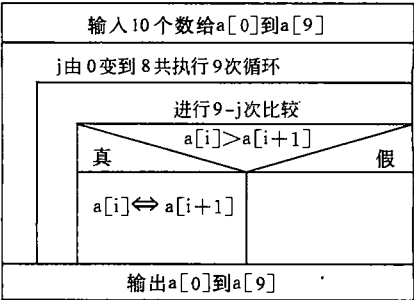 输入10个数给a[0]到a[9]
j由0变到8共执行9次循环
进行9-j次比较
a[i]>a[i+1]
真 假
a[i]⇔a[i+1]
输出a[0]到a[9]